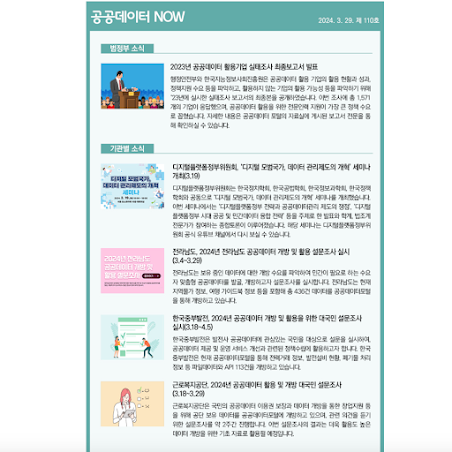 공공데이터 NOW
2024. 3. 29. 제 110호
범정부 소식
2023년 공공데이터 활용기업 실태조사 최종보고서 발표
행정안전부와 한국지능정보사회진흥원은 공공데이터 활용 기업의 활용 현황과 성과,
정책지원 수요 등을 파악하고, 활용하지 않는 기업의 활용 가능성 등을 파악하기 위해
'23년에 실시한 실태조사 보고서의 최종본을 공개하였습니다. 이번 조사에 총 1,5기
개의 기업이 응답했으며, 공공데이터 활용을 위한 전문인력 지원이 가장 큰 정책 수요
로 꼽혔습니다. 자세한 내용은 공공데이터 포털의 자료실에 게시된 보고서 전문을 통
해 확인하실 수 있습니다.
기관별 소식
디지털플랫폼정부위원회, '디지털 모범국가, 데이터 관리제도의 개혁' 세미나
개최(3.19)
디지털 모범국가,
데이터 관리제도의 개혁
세미나
디지털플랫폼정부위원회는 한국정치학회, 한국공법학회, 한국정보과학회, 한국정책
학회와 공동으로 '디지털 모범국가, 데이터 관리제도의 개혁' 세미나를 개최했습니다.
이번 세미나에서는 '디지털플랫폼정부 전략과 공공데이터관리 제도의 쟁점', '디지털
플랫폼정부 시대 공공 및 민간데이터 융합 전략' 등을 주제로 한 발표와 학계, 법조계
전문가가 참여하는 종합토론이 이루어졌습니다. 해당 세미나는 디지털플랫폼정부위
원회 공식 유튜브 채널에서 다시 보실 수 있습니다.
전라남도, 2024년 전라남도 공공데이터 개방 및 활용 설문조사 실시
(3.4~3.29)
2024년 전라남도
공공데이터 개방
및 활용 설문조사
전라남도는 보유 중인 데이터에 대한 개방 수요를 파악하여 민간이 필요로 하는 수요
자 맞춤형 공공데이터를 발굴, 개방하고자 설문조사를 실시합니다. 전라남도는 현재
지역물가 정보, 여행 가이드북 정보 등을 포함해 총 436건 데이터를 공공데이터포털
을 통해 개방하고 있습니다.
한국중부발전, 2024년 공공데이터 개방 및 활용을 위한 대국민 설문조사
실시(3.18~4.5)
한국중부발전은 발전사 공공데이터에 관심있는 국민을 대상으로 설문을 실시하며,
공공데이터 제공 및 운영 서비스 개선과 관련된 정책수립에 활용하고자 합니다. 한국
중부발전은 현재 공공데이터포털을 통해 전력거래 정보, 발전설비 현황, 폐기물 처리
정보 등 파일데이터와 API 113건을 개방하고 있습니다.
근로복지공단, 2024년 공공데이터 활용 및 개방 대국민 설문조사
(3.18~3.29)
근로복지공단은 국민의 공공데이터 이용권 보장과 데이터 개방을 통한 창업지원 등
을 위해 공단 보유 데이터를 공공데이터포털에 개방하고 있으며, 관련 의견을 듣기
위한 설문조사를 약 2주간 진행합니다. 이번 설문조사의 결과는 더욱 활용도 높은
데이터 개방을 위한 기초 자료로 활용될 예정입니다.